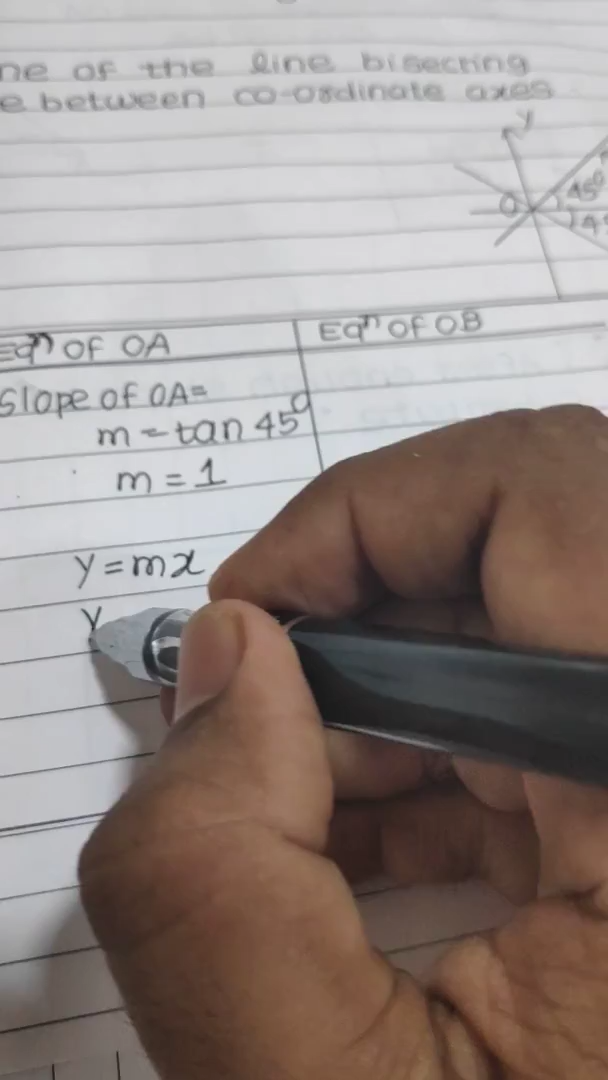 ne of the line bisecting
e between co-ordinate axes
y
45°
O
45
Eqⁿ of OA
Eqⁿ of OB
Slope of OA=
m = tan 45°
m = 1
y = mx
y